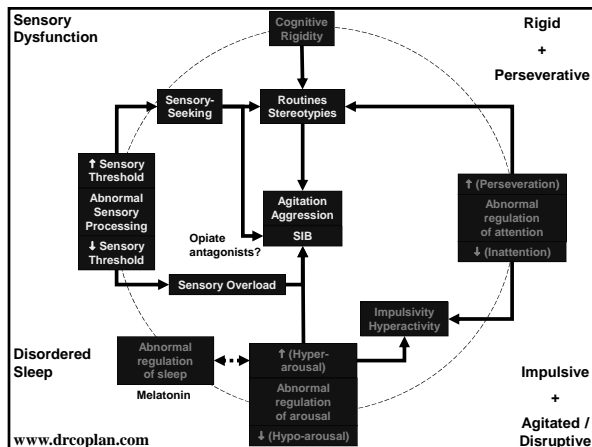 Sensory
Dysfunction
Cognitive
Rigidity
Rigid
+
Perseverative
Sensory-
Seeking
Routines
Stereotypies
↑ Sensory
Threshold
Abnormal
Sensory
Processing
↓ Sensory
Threshold
Agitation
Aggression
SIB
↑ (Perseveration)
Abnormal
regulation
of attention
↓ (Inattention)
Opiate
antagonists?
Sensory Overload
Impulsivity
Hyperactivity
Disordered
Sleep
Abnormal
regulation
of sleep
Melatonin
↑ (Hyper-
arousal)
Abnormal
regulation
of arousal
↓ (Hypo-arousal)
Impulsive
+
Agitated /
Disruptive
www.drcoplan.com